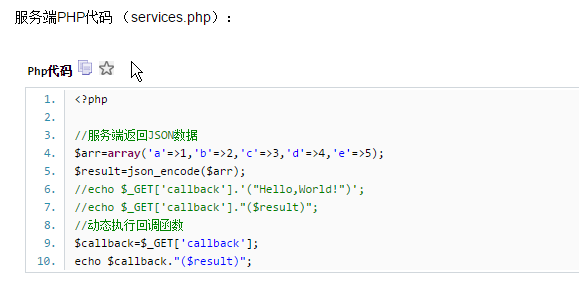 服务端PHP代码 （services.php）：
Php代码
1. <?php
2.
3. //服务端返回JSON数据
4. $arr=array('a'=>1,'b'=>2,'c'=>3,'d'=>4,'e'=>5);
5. $result=json_encode($arr);
6. //echo $_GET['callback'].'("Hello,World!")';
7. //echo $_GET['callback']."($result)";
8. //动态执行回调函数
9. $callback=$_GET['callback'];
10. echo $callback."($result)";